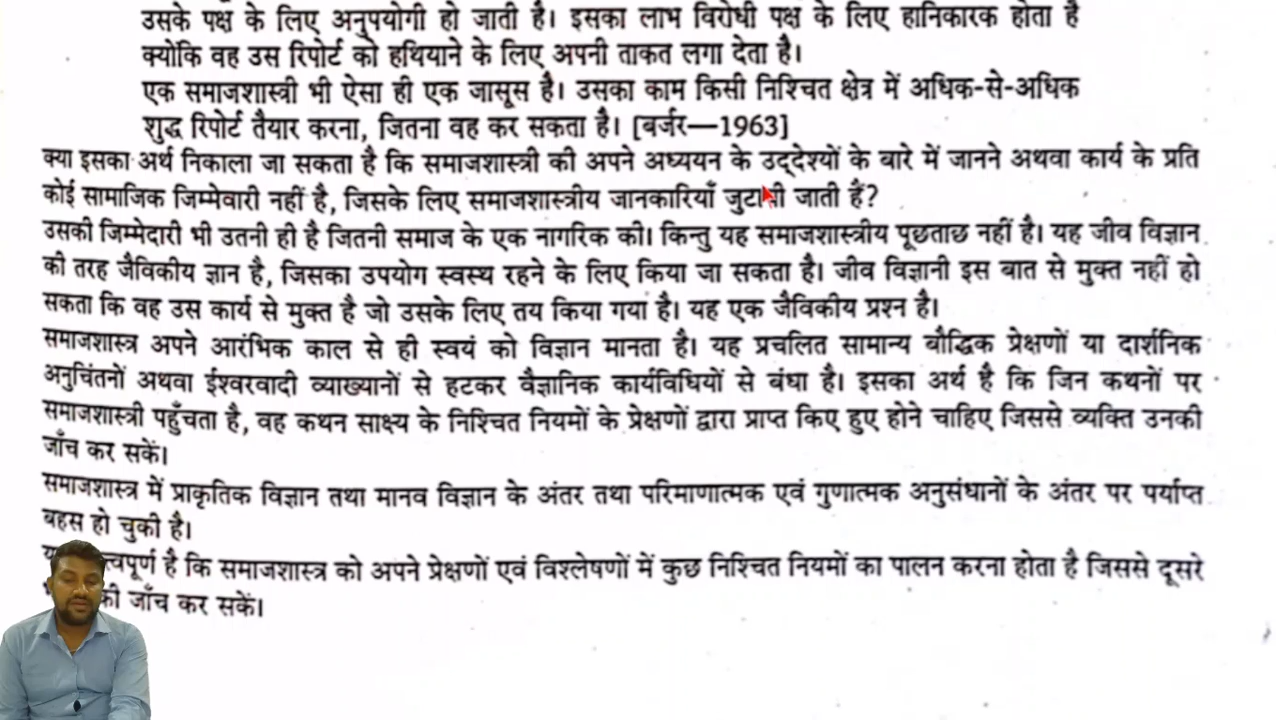 उसके पक्ष के लिए अनुपयोगी हो जाती है। इसका लाभ विरोधी पक्ष के लिए हानिकारक होता है
क्योंकि वह उस रिपोर्ट को हथियाने के लिए अपनी ताकत लगा देता है।
एक समाजशास्त्री भी ऐसा ही एक जासूस है। उसका काम किसी निश्चित क्षेत्र में अधिक-से-अधिक
शुद्ध रिपोर्ट तैयार करना, जितना वह कर सकता है। [बर्जर—1963]
क्या इसका अर्थ निकाला जा सकता है कि समाजशास्त्री की अपने अध्ययन के उद्देश्यों के बारे में जानने अथवा कार्य के प्रति
कोई सामाजिक जिम्मेवारी नहीं है, जिसके लिए समाजशास्त्रीय जानकारियाँ जाती हैं?
उसकी जिम्मेदारी भी उतनी ही है जितनी समाज के एक नागरिक की। किन्तु यह समाजशास्त्रीय पूछताछ नहीं है। यह जीव विज्ञान
की तरह जैविकीय ज्ञान है, जिसका उपयोग स्वस्थ रहने के लिए किया जा सकता है। जीव विज्ञानी इस बात से मुक्त नहीं हो
सकता कि वह उस कार्य से मुक्त है जो उसके लिए तय किया गया है। यह एक जैविकीय प्रश्न है।
समाजशास्त्र अपने आरंभिक काल से ही स्वयं को विज्ञान मानता है। यह प्रचलित सामान्य बौद्धिक प्रेक्षणों या दार्शनिक
अनुचिंतनों अथवा ईश्वरवादी व्याख्यानों से हटकर वैज्ञानिक कार्यविधियों से बंधा है। इसका अर्थ है कि जिन कथनों पर
समाजशास्त्री पहुँचता है, वह कथन साक्ष्य के निश्चित नियमों के प्रेक्षणों द्वारा प्राप्त किए हुए होने चाहिए जिससे व्यक्ति उनकी
जाँच कर सकें।
समाजशास्त्र में प्राकृतिक विज्ञान तथा मानव विज्ञान के अंतर तथा परिमाणात्मक एवं गुणात्मक अनुसंधानों के अंतर पर पर्याप्त
बहस हो चुकी है।
है कि समाजशास्त्र को अपने प्रेक्षणों एवं विश्लेषणों में कुछ निश्चित नियमों का पालन करना होता है जिससे दूसरे
की जाँच कर सकें।